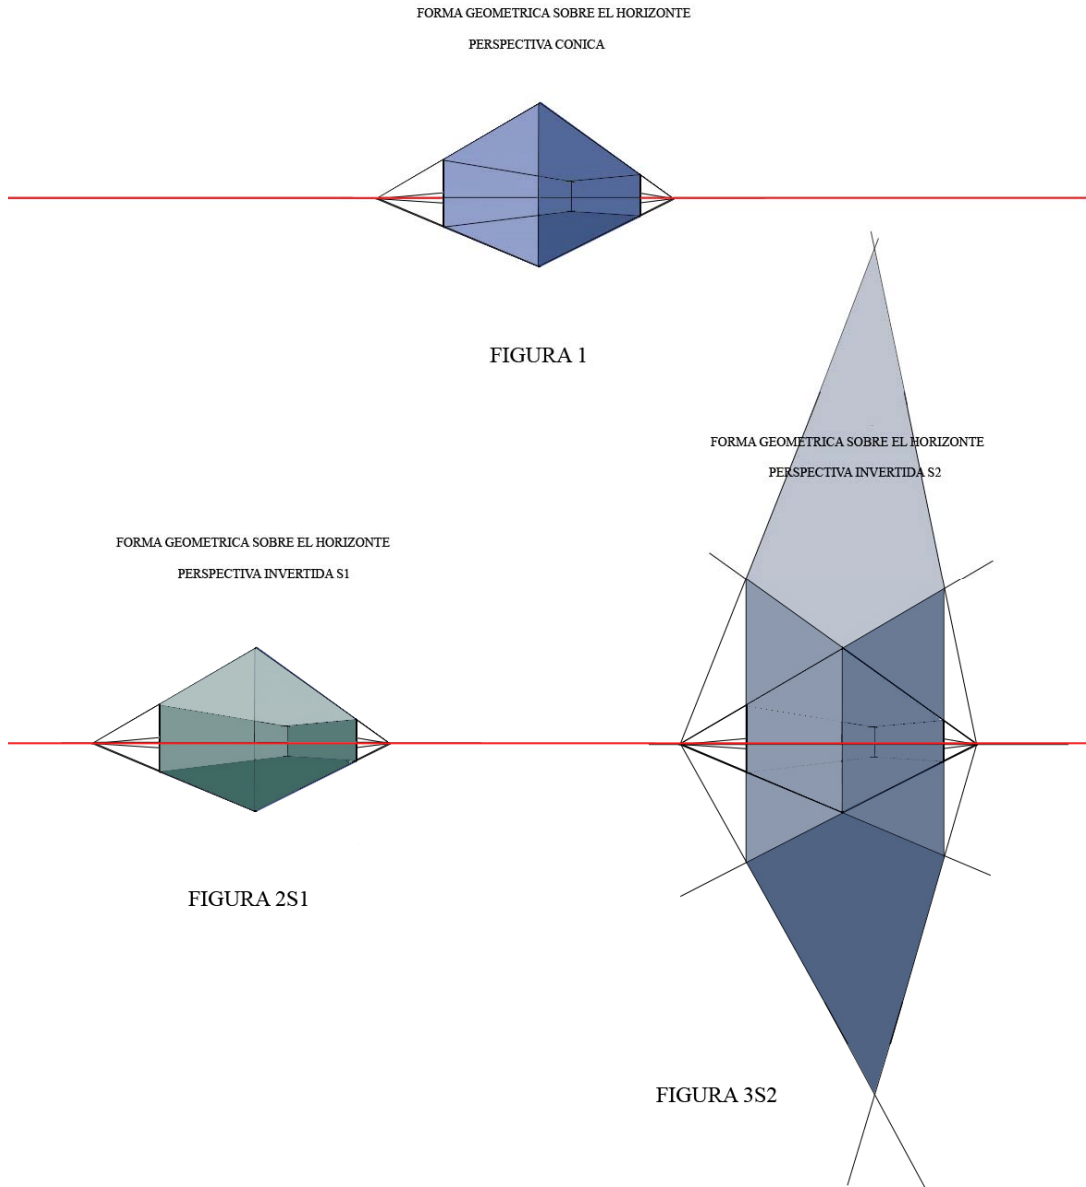 FORMA GEOMETRICA SOBRE EL HORIZONTE
PERSPECTIVA CONICA
FIGURA 1
FORMA GEOMETRICA SOBRE EL HORIZONTE
PERSPECTIVA INVERTIDA S2
FORMA GEOMETRICA SOBRE EL HORIZONTE
PERSPECTIVA INVERTIDA S1
FIGURA 2S1
FIGURA 3S2